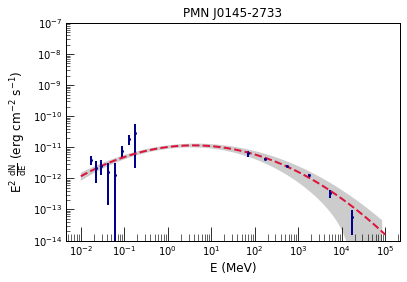 PMN J0145-2733
10⁻⁷
10⁻⁸
10⁻⁹
10⁻¹⁰
10⁻¹¹
10⁻¹²
10⁻¹³
10⁻¹⁴
E² dN/dE (erg cm⁻² s⁻¹)
10⁻² 10⁻¹ 10⁰ 10¹ 10² 10³ 10⁴ 10⁵
E (MeV)